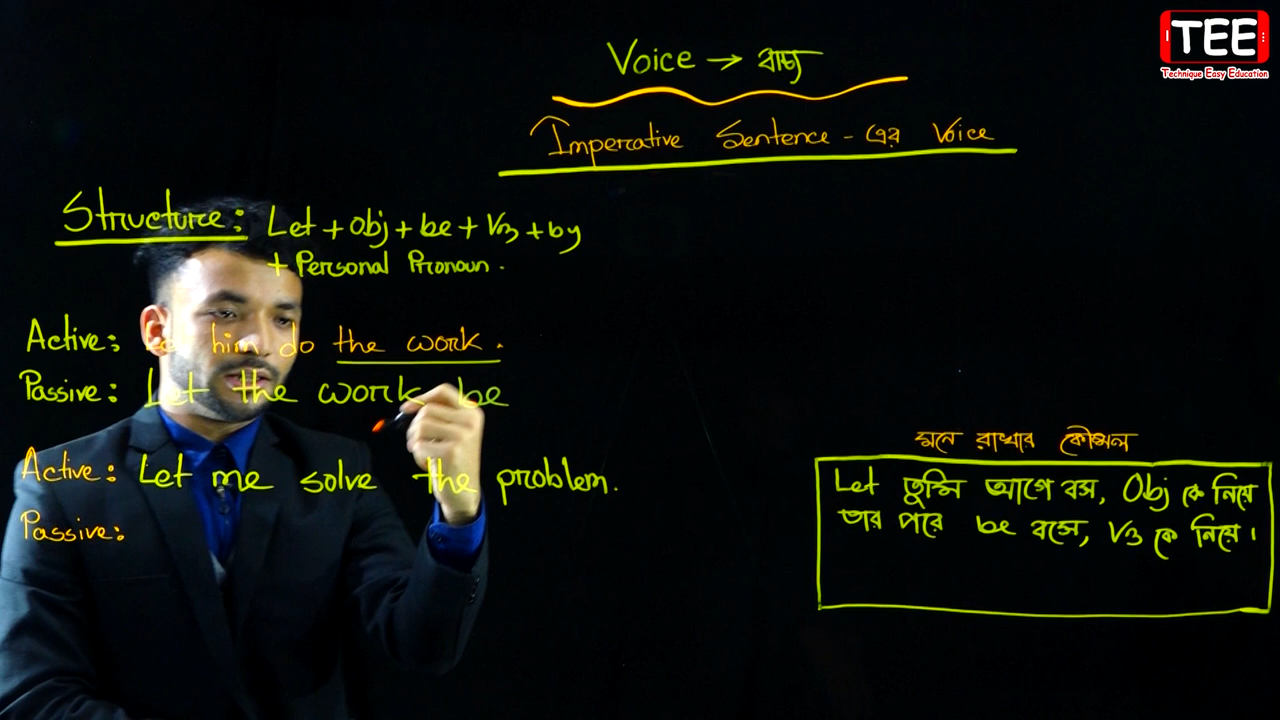 TEE
Technique Easy Education
Voice → বাচ্য
Imperative Sentence - এর Voice
Structure: Let + Obj + be + V3 + by
+ Personal Pronoun.
Active: Let him do the work.
Passive: Let the work be
Active: Let me solve the problem.
Passive:
মনে রাখার কৌশল
Let তুমি আগে বস, Obj কে নিয়ে
তার পরে be বসে, V3 কে নিয়ে।